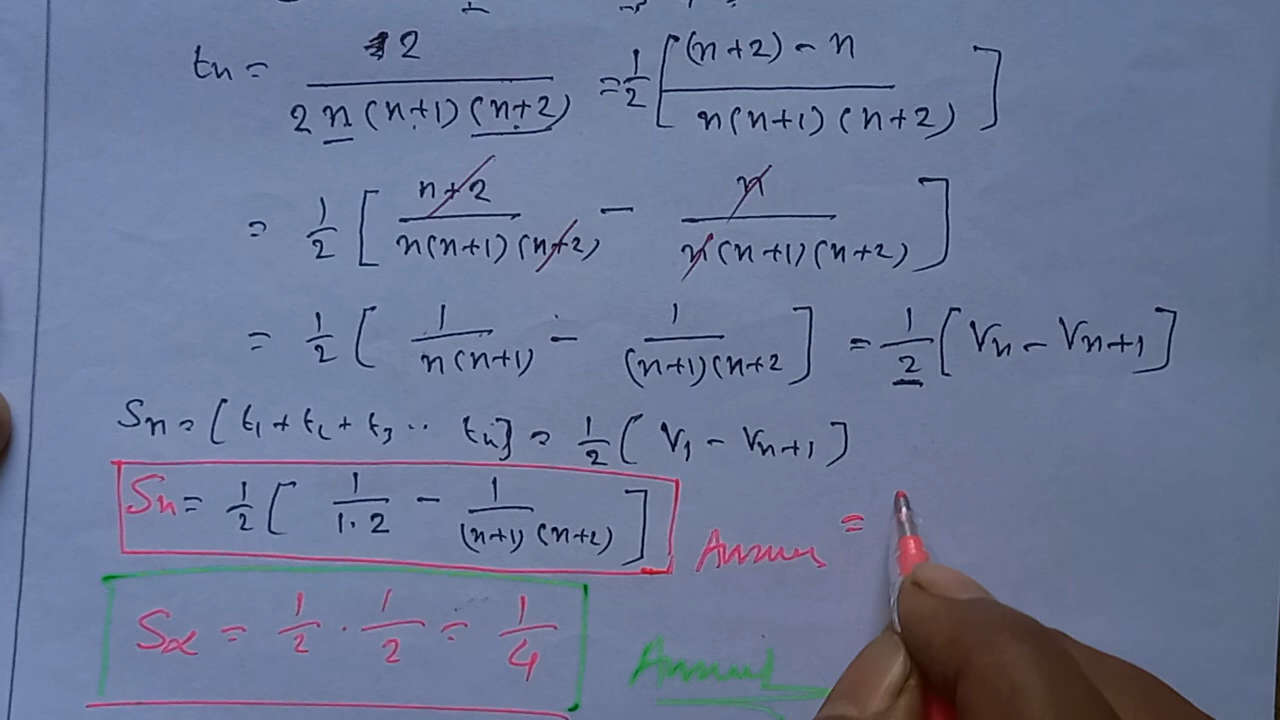 tn = 2 / 2n(n+1)(n+2) = 1/2 [ (n+2) - n / n(n+1)(n+2) ]
= 1/2 [ n+2 / n(n+1)(n+2) - n / n(n+1)(n+2) ]
= 1/2 [ 1 / n(n+1) - 1 / (n+1)(n+2 ] = 1/2 [ Vn - Vn+1 ]
Sn = [ t1 + t2 + t3 .. tn ] = 1/2 ( V1 - Vn+1 ]
Sn = 1/2 [ 1 / 1.2 - 1 / (n+1)(n+2) ] Answer =
S∞ = 1/2 . 1/2 = 1/4 Answer